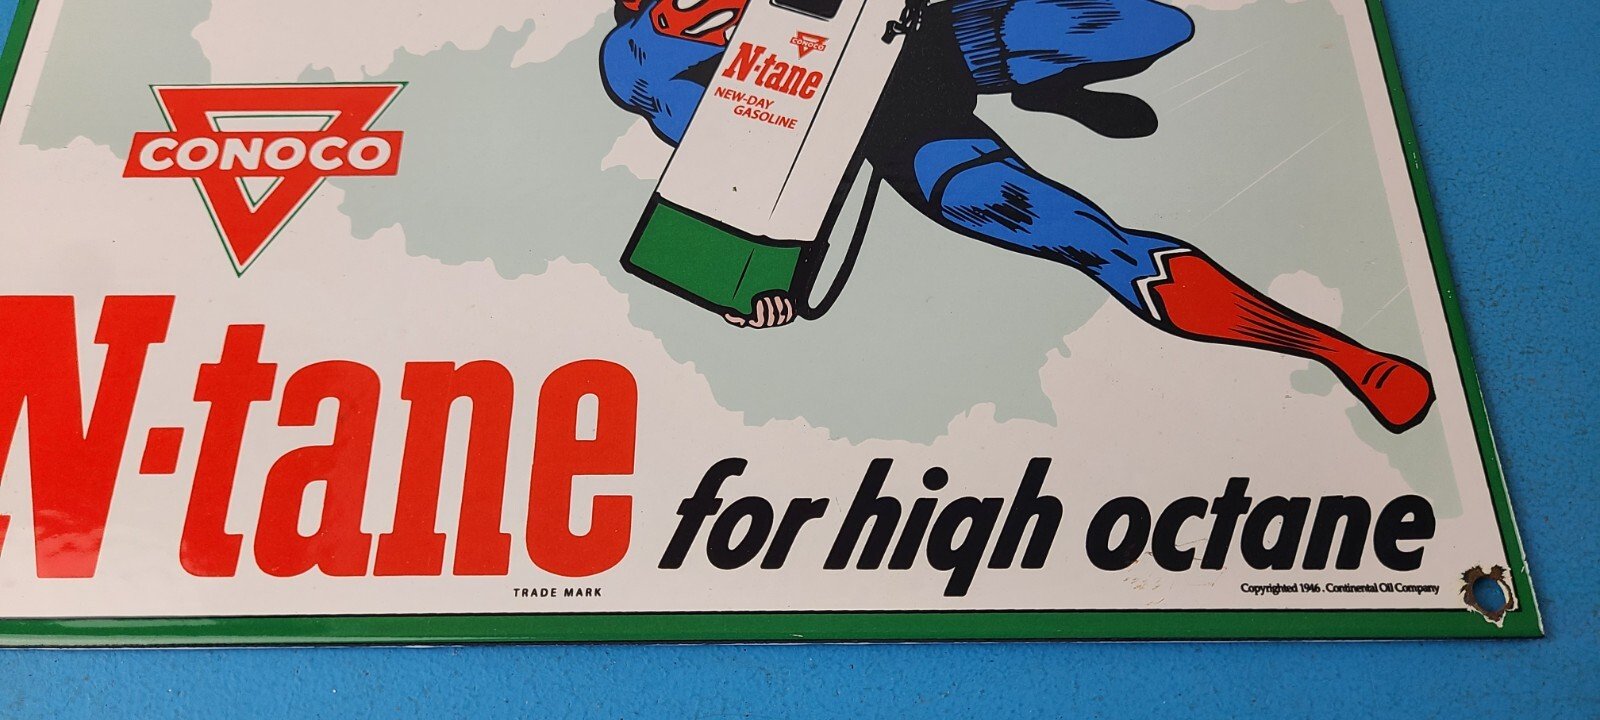 CONOCO
N-tane
NEW-DAY
GASOLINE
CONOCO
N-tane
for high octane
TRADE MARK
Copyrighted 1946 . Continental Oil Company